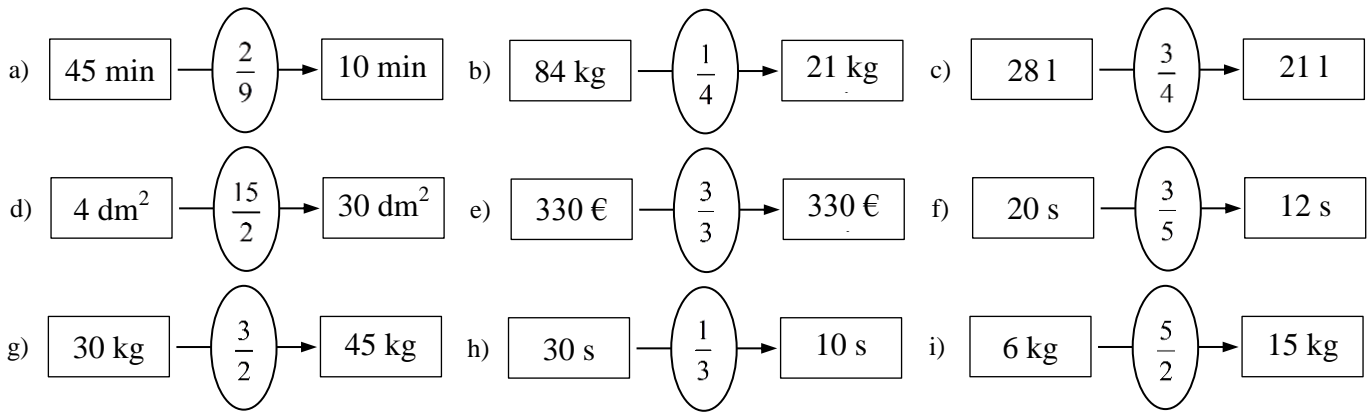 a) 45 min 2/9 10 min b) 84 kg 1/4 21 kg c) 28 l 3/4 21 l
d) 4 dm² 15/2 30 dm² e) 330 € 3/3 330 € f) 20 s 3/5 12 s
g) 30 kg 3/2 45 kg h) 30 s 1/3 10 s i) 6 kg 5/2 15 kg